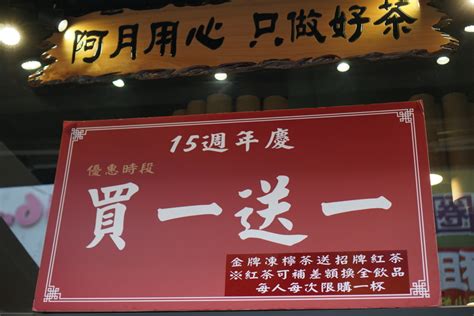 阿月用心 只做好茶
15週年慶
優惠時段
買一送一
金牌凍檸茶送招牌紅茶
※紅茶可補差額換全飲品
每人每次限購一杯